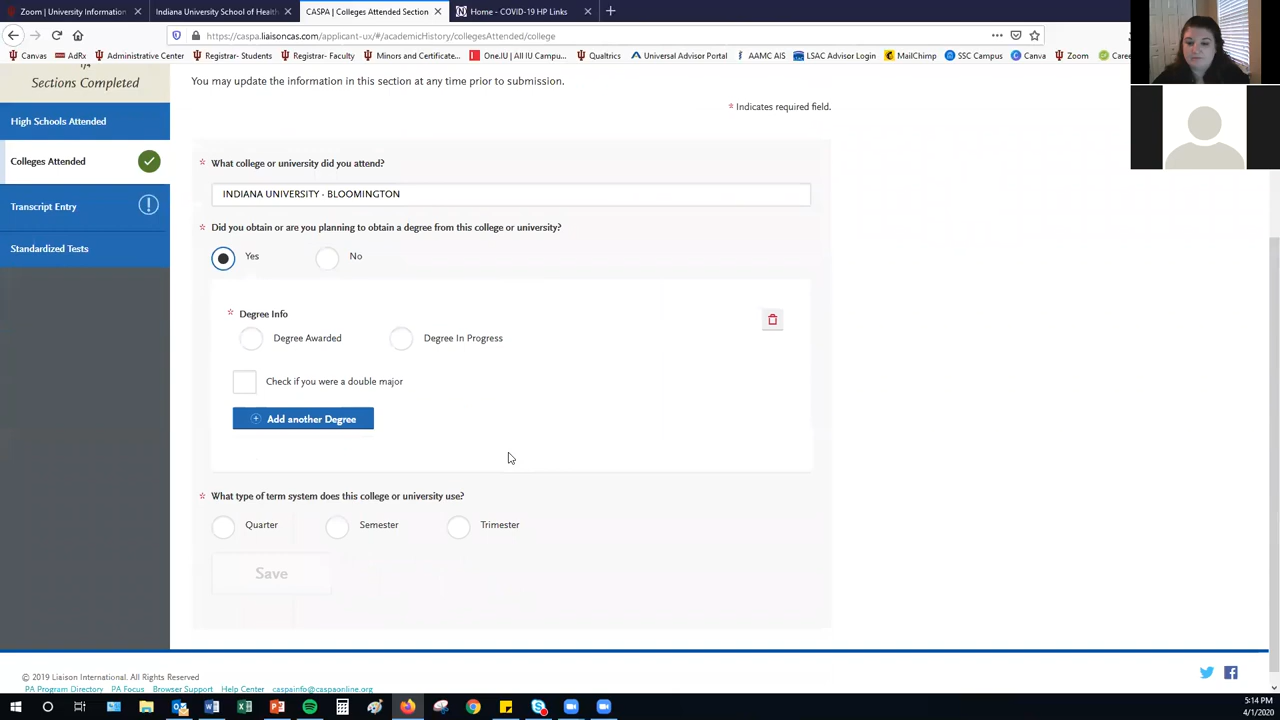 Zoom | University Information
Indiana University School of Health
CASPA | Colleges Attended Section
Home - COVID-19 HP Links
https://caspa.liaisoncas.com/applicant-ux/#/academicHistory/collegesAttended/college
Canvas
AdRx
Administrative Center
Registrar- Students
Registrar- Faculty
Minors and Certificate...
One.IU | All IU Campu...
Qualtrics
Universal Advisor Portal
AAMC AIS
LSAC Advisor Login
MailChimp
SSC Campus
Canva
Zoom
Caree
Sections Completed
You may update the information in this section at any time prior to submission.
* Indicates required field.
High Schools Attended
Colleges Attended
Transcript Entry
Standardized Tests
* What college or university did you attend?
INDIANA UNIVERSITY - BLOOMINGTON
* Did you obtain or are you planning to obtain a degree from this college or university?
Yes
No
* Degree Info
Degree Awarded
Degree In Progress
Check if you were a double major
Add another Degree
* What type of term system does this college or university use?
Quarter
Semester
Trimester
Save
© 2019 Liaison International. All Rights Reserved.
PA Program Directory PA Focus Browser Support Help Center caspainfo@caspaonline.org
5:14 PM
4/1/2020